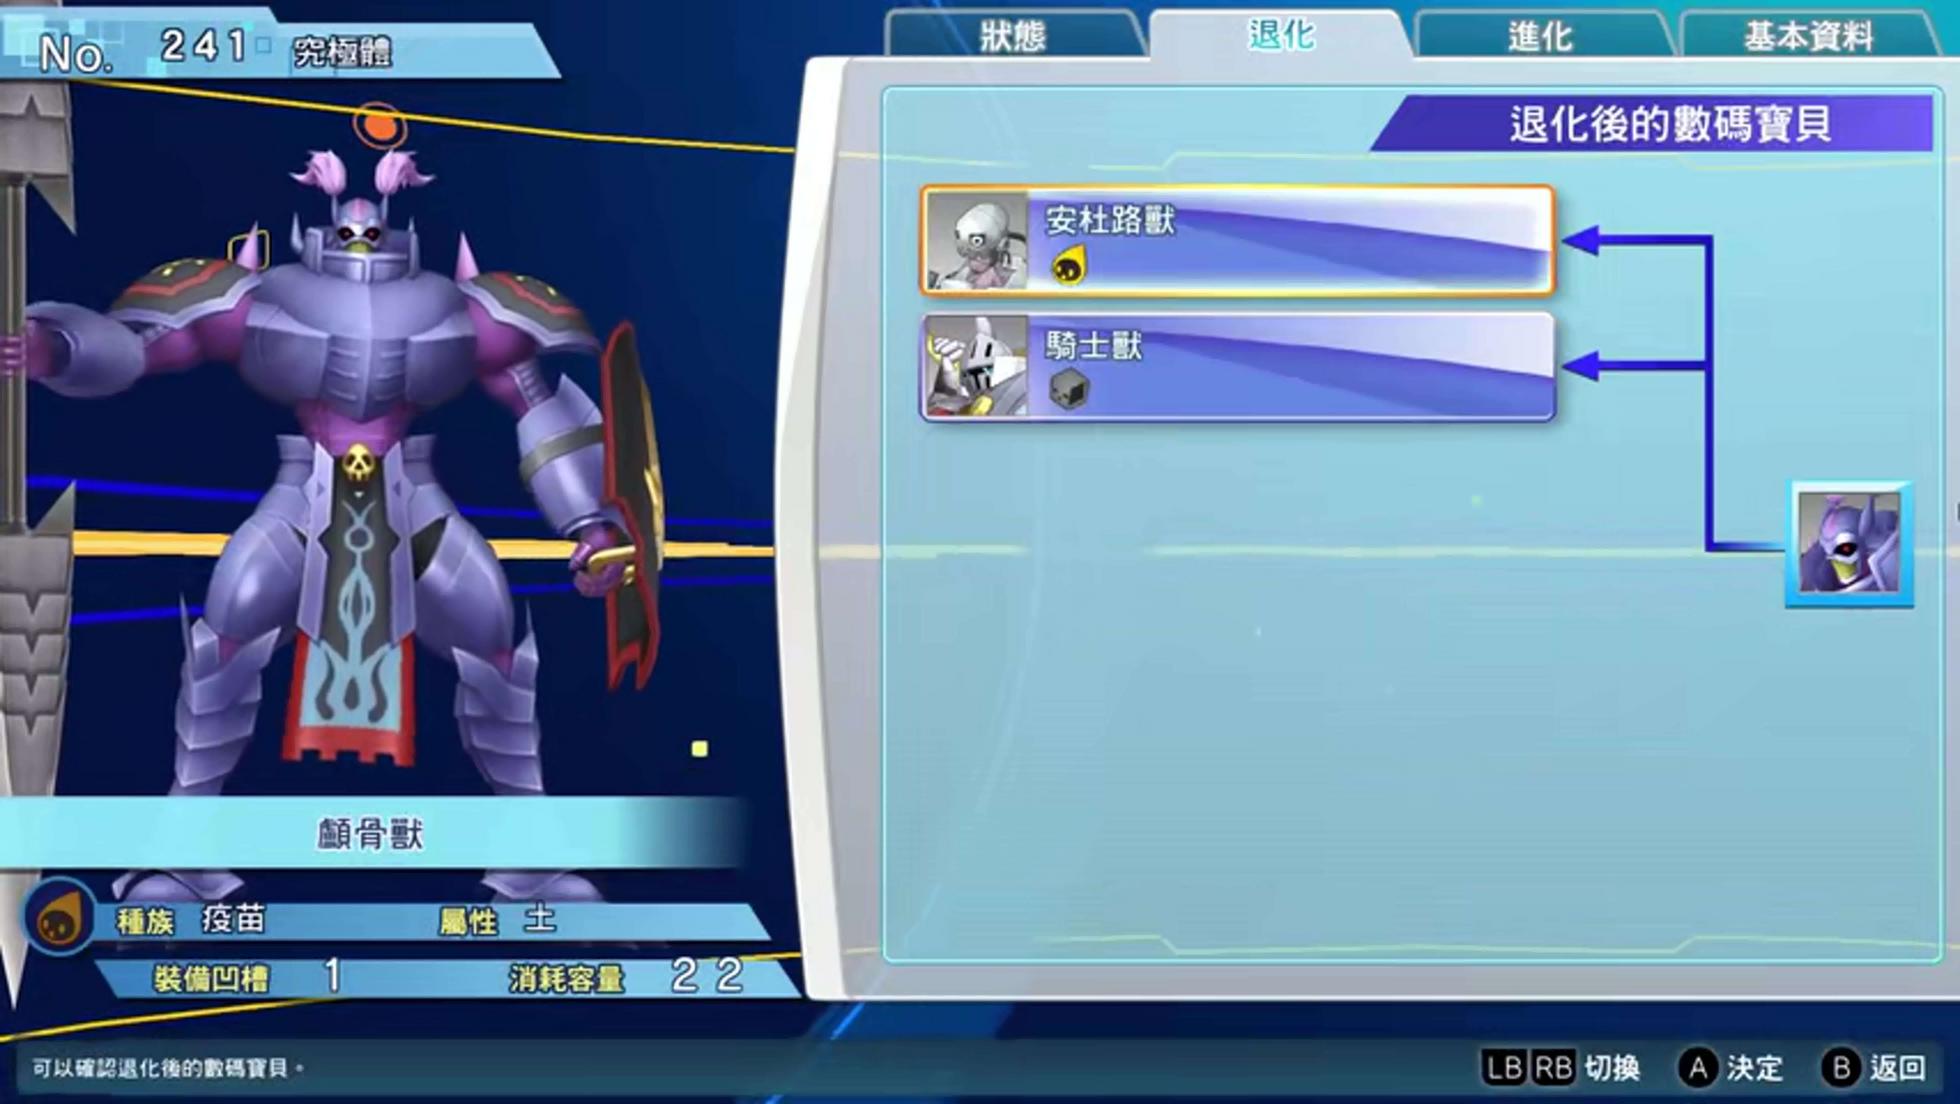 No. 241 究極體
狀態
退化
進化
基本資料
退化後的數碼寶貝
安杜路獸
騎士獸
顱骨獸
種族 疫苗 屬性 土
裝備凹槽 1 消耗容量 22
可以確認退化後的數碼寶貝。
LB RB 切換 A 決定 B 返回